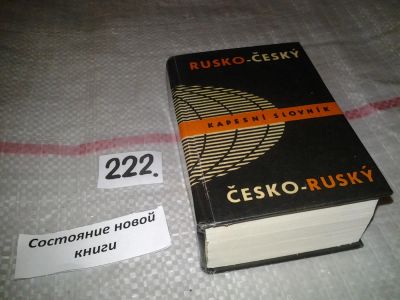 RUSKO-ČESKÝ
KAPESNÍ SLOVNÍK
ČESKO-RUSKÝ
222.
Состояние новой
книги